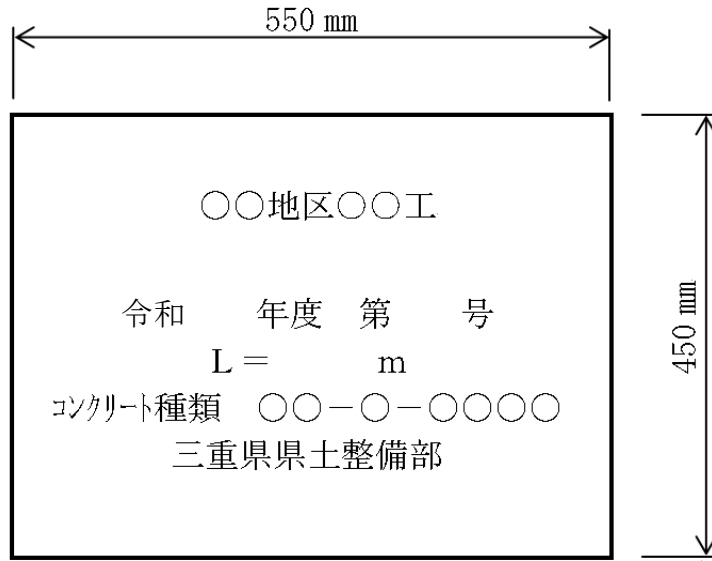 550 mm
○○地区○○工
令和　　年度　第　　号
L＝　　　m
コンクリート種類　○○－○－○○○○
三重県県土整備部
450 mm